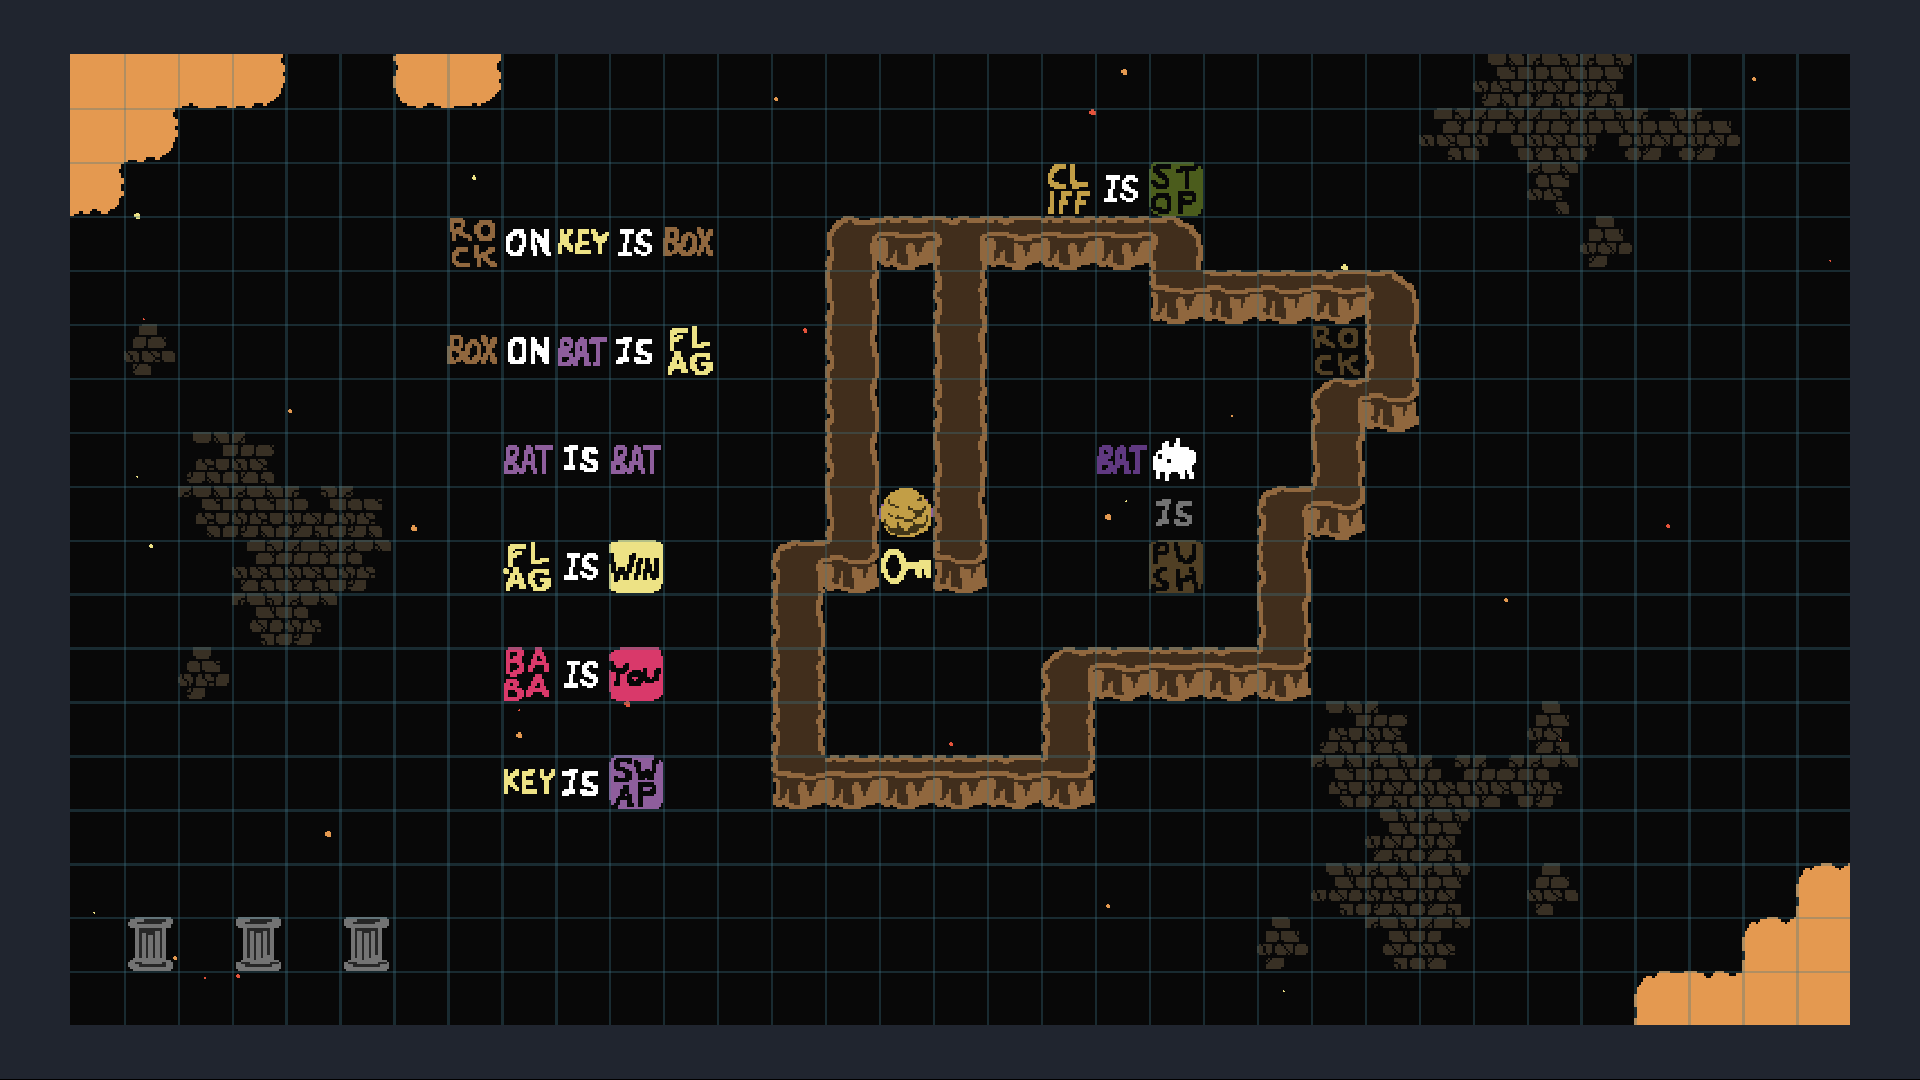 CLIFF IS STOP
ROCK ON KEY IS BOX
BOX ON BAT IS FLAG
ROCK
BAT IS BAT
BAT
IS
FLAG IS WIN
PUSH
BABA IS YOU
KEY IS SWAP